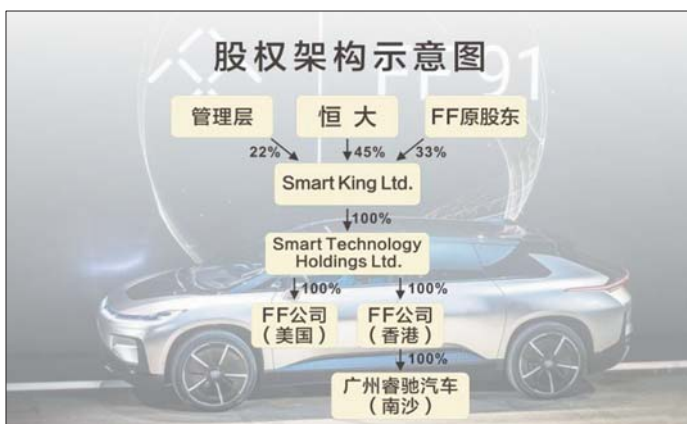 股权架构示意图
FF 91
管理层
恒大
FF原股东
22%
45%
33%
Smart King Ltd.
100%
Smart Technology
Holdings Ltd.
100%
100%
FF公司
(美国)
FF公司
(香港)
100%
广州睿驰汽车
(南沙)